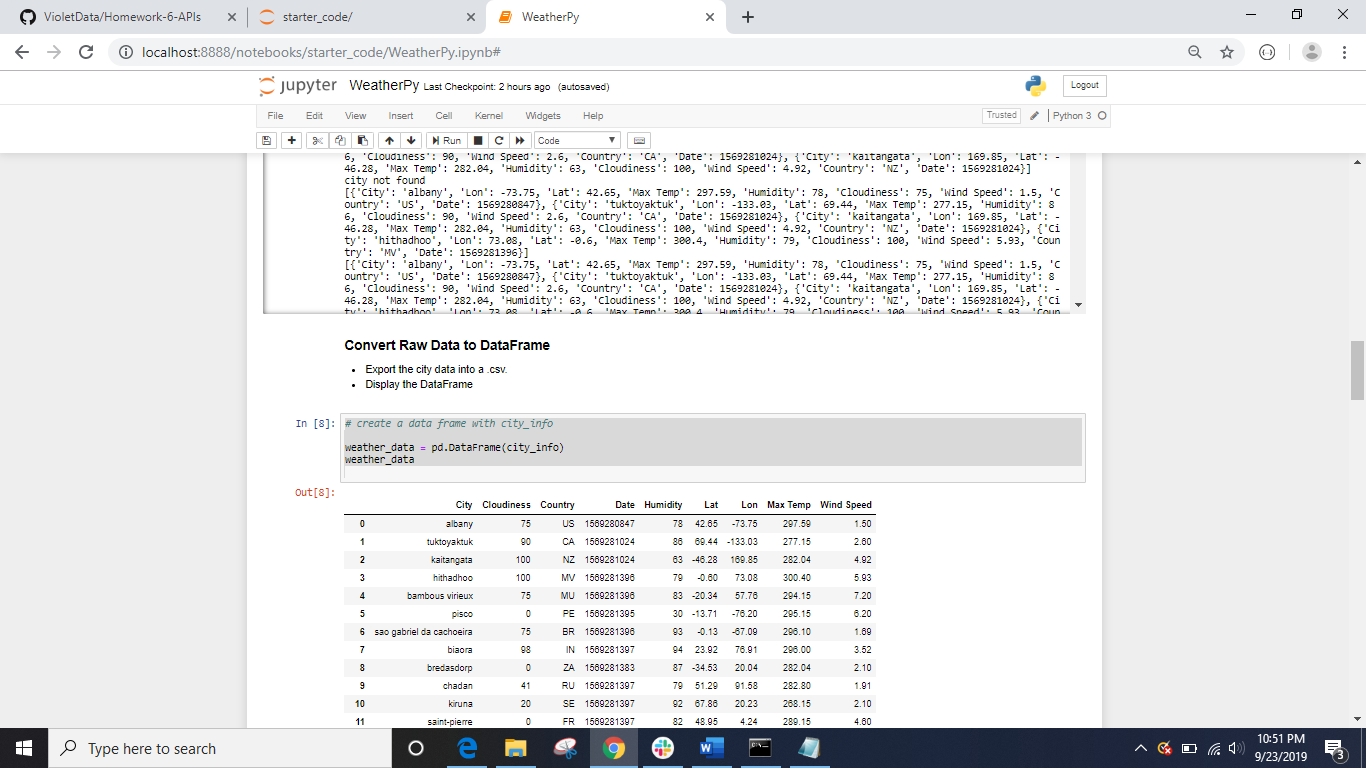 VioletData/Homework-6-APIs
starter_code/
WeatherPy
localhost:8888/notebooks/starter_code/WeatherPy.ipynb#
jupyter WeatherPy Last Checkpoint: 2 hours ago (autosaved)
Logout
File Edit View Insert Cell Kernel Widgets Help
Trusted Python 3
Run Code
6, 'Cloudiness': 90, 'Wind Speed': 2.6, 'Country': 'CA', 'Date': 1569281024}, {'City': 'kaitangata', 'Lon': 169.85, 'Lat': -
46.28, 'Max Temp': 282.04, 'Humidity': 63, 'Cloudiness': 100, 'Wind Speed': 4.92, 'Country': 'NZ', 'Date': 1569281024}]
city not found
[{'City': 'albany', 'Lon': -73.75, 'Lat': 42.65, 'Max Temp': 297.59, 'Humidity': 78, 'Cloudiness': 75, 'Wind Speed': 1.5, 'C
ountry': 'US', 'Date': 1569280847}, {'City': 'tuktoyaktuk', 'Lon': -133.03, 'Lat': 69.44, 'Max Temp': 277.15, 'Humidity': 8
6, 'Cloudiness': 90, 'Wind Speed': 2.6, 'Country': 'CA', 'Date': 1569281024}, {'City': 'kaitangata', 'Lon': 169.85, 'Lat': -
46.28, 'Max Temp': 282.04, 'Humidity': 63, 'Cloudiness': 100, 'Wind Speed': 4.92, 'Country': 'NZ', 'Date': 1569281024}, {'Ci
ty': 'hithadhoo', 'Lon': 73.08, 'Lat': -0.6, 'Max Temp': 300.4, 'Humidity': 79, 'Cloudiness': 100, 'Wind Speed': 5.93, 'Coun
try': 'MV', 'Date': 1569281396}]
[{'City': 'albany', 'Lon': -73.75, 'Lat': 42.65, 'Max Temp': 297.59, 'Humidity': 78, 'Cloudiness': 75, 'Wind Speed': 1.5, 'C
ountry': 'US', 'Date': 1569280847}, {'City': 'tuktoyaktuk', 'Lon': -133.03, 'Lat': 69.44, 'Max Temp': 277.15, 'Humidity': 8
6, 'Cloudiness': 90, 'Wind Speed': 2.6, 'Country': 'CA', 'Date': 1569281024}, {'City': 'kaitangata', 'Lon': 169.85, 'Lat': -
46.28, 'Max Temp': 282.04, 'Humidity': 63, 'Cloudiness': 100, 'Wind Speed': 4.92, 'Country': 'NZ', 'Date': 1569281024}, {'Ci
ty': 'hithadhoo', 'Lon': 73.08, 'Lat': -0.6, 'Max Temp': 300.4, 'Humidity': 79, 'Cloudiness': 100, 'Wind Speed': 5.93, 'Coun
Convert Raw Data to DataFrame
• Export the city data into a .csv.
• Display the DataFrame
In [8]: # create a data frame with city_info
weather_data = pd.DataFrame(city_info)
weather_data
Out[8]:
City Cloudiness Country Date Humidity Lat Lon Max Temp Wind Speed
0 albany 75 US 1569280847 78 42.65 -73.75 297.59 1.50
1 tuktoyaktuk 90 CA 1569281024 86 69.44 -133.03 277.15 2.60
2 kaitangata 100 NZ 1569281024 63 -46.28 169.85 282.04 4.92
3 hithadhoo 100 MV 1569281396 79 -0.60 73.08 300.40 5.93
4 bambous virieux 75 MU 1569281396 83 -20.34 57.76 294.15 7.20
5 pisco 0 PE 1569281395 30 -13.71 -76.20 295.15 6.20
6 sao gabriel da cachoeira 75 BR 1569281396 93 -0.13 -67.09 296.10 1.69
7 biaora 98 IN 1569281397 94 23.92 76.91 296.00 3.52
8 bredasdorp 0 ZA 1569281383 87 -34.53 20.04 282.04 2.10
9 chadan 41 RU 1569281397 79 51.29 91.58 282.80 1.91
10 kiruna 20 SE 1569281397 92 67.86 20.23 268.15 2.10
11 saint-pierre 0 FR 1569281397 82 48.95 4.24 289.15 4.60
Type here to search
10:51 PM
9/23/2019
3